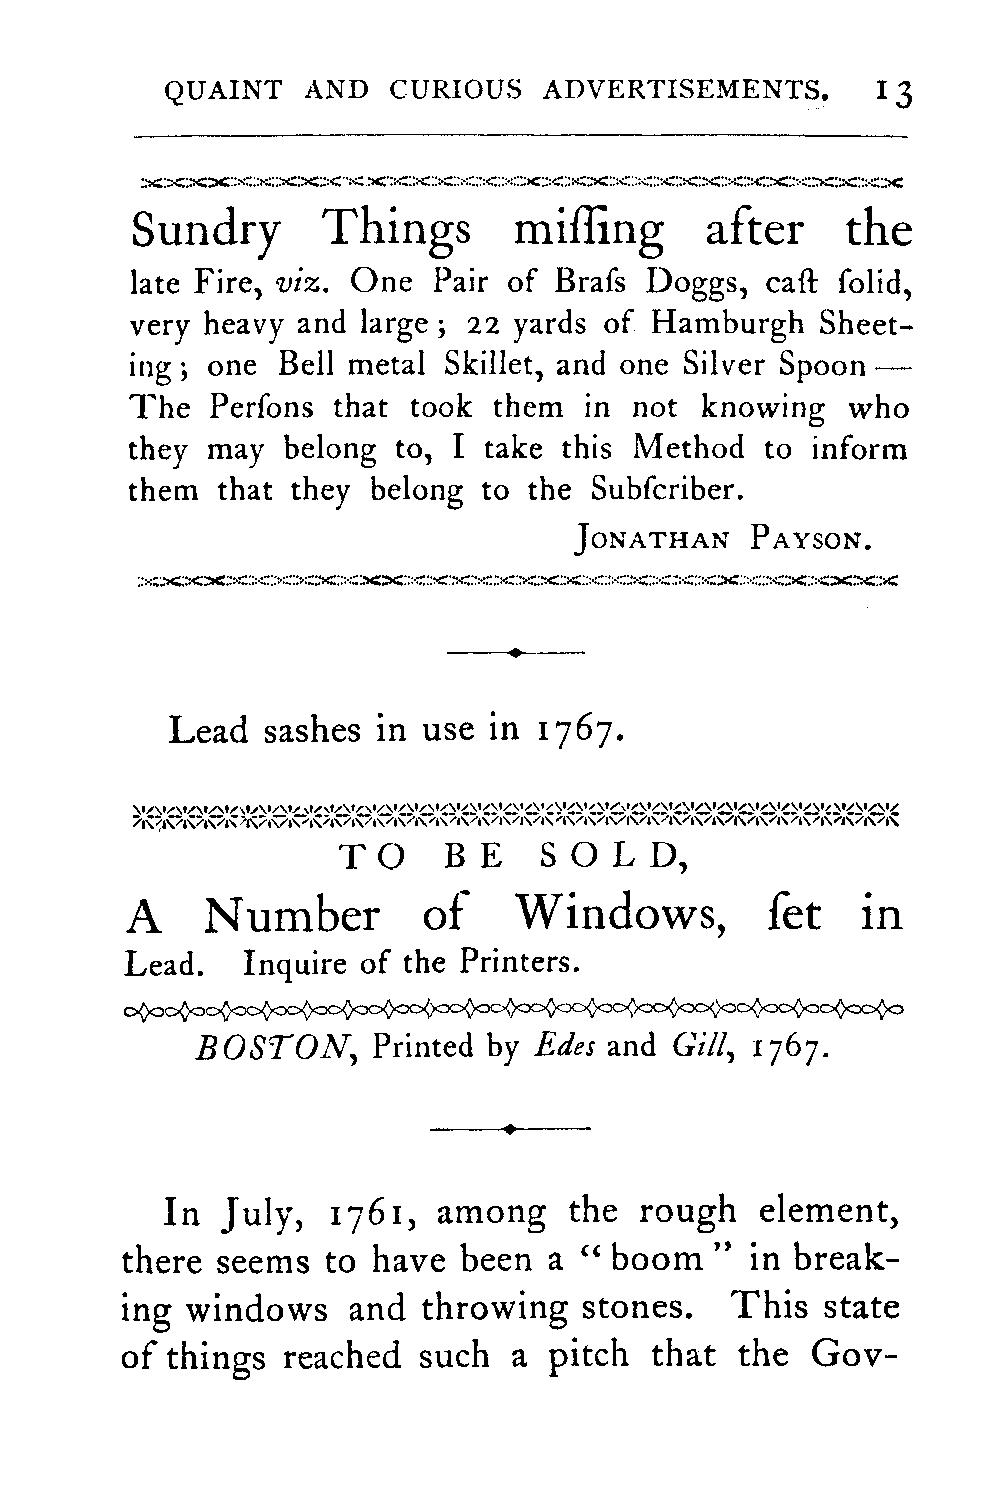 QUAINT AND CURIOUS ADVERTISEMENTS. 13
Sundry Things miſſing after the
late Fire, viz. One Pair of Braſs Doggs, caſt ſolid,
very heavy and large; 22 yards of Hamburgh Sheet-
ing; one Bell metal Skillet, and one Silver Spoon—
The Perſons that took them in not knowing who
they may belong to, I take this Method to inform
them that they belong to the Subſcriber.
JONATHAN PAYSON.
Lead sashes in use in 1767.
TO BE SOLD,
A Number of Windows, ſet in
Lead. Inquire of the Printers.
BOSTON, Printed by Edes and Gill, 1767.
In July, 1761, among the rough element,
there seems to have been a “boom” in break-
ing windows and throwing stones. This state
of things reached such a pitch that the Gov-